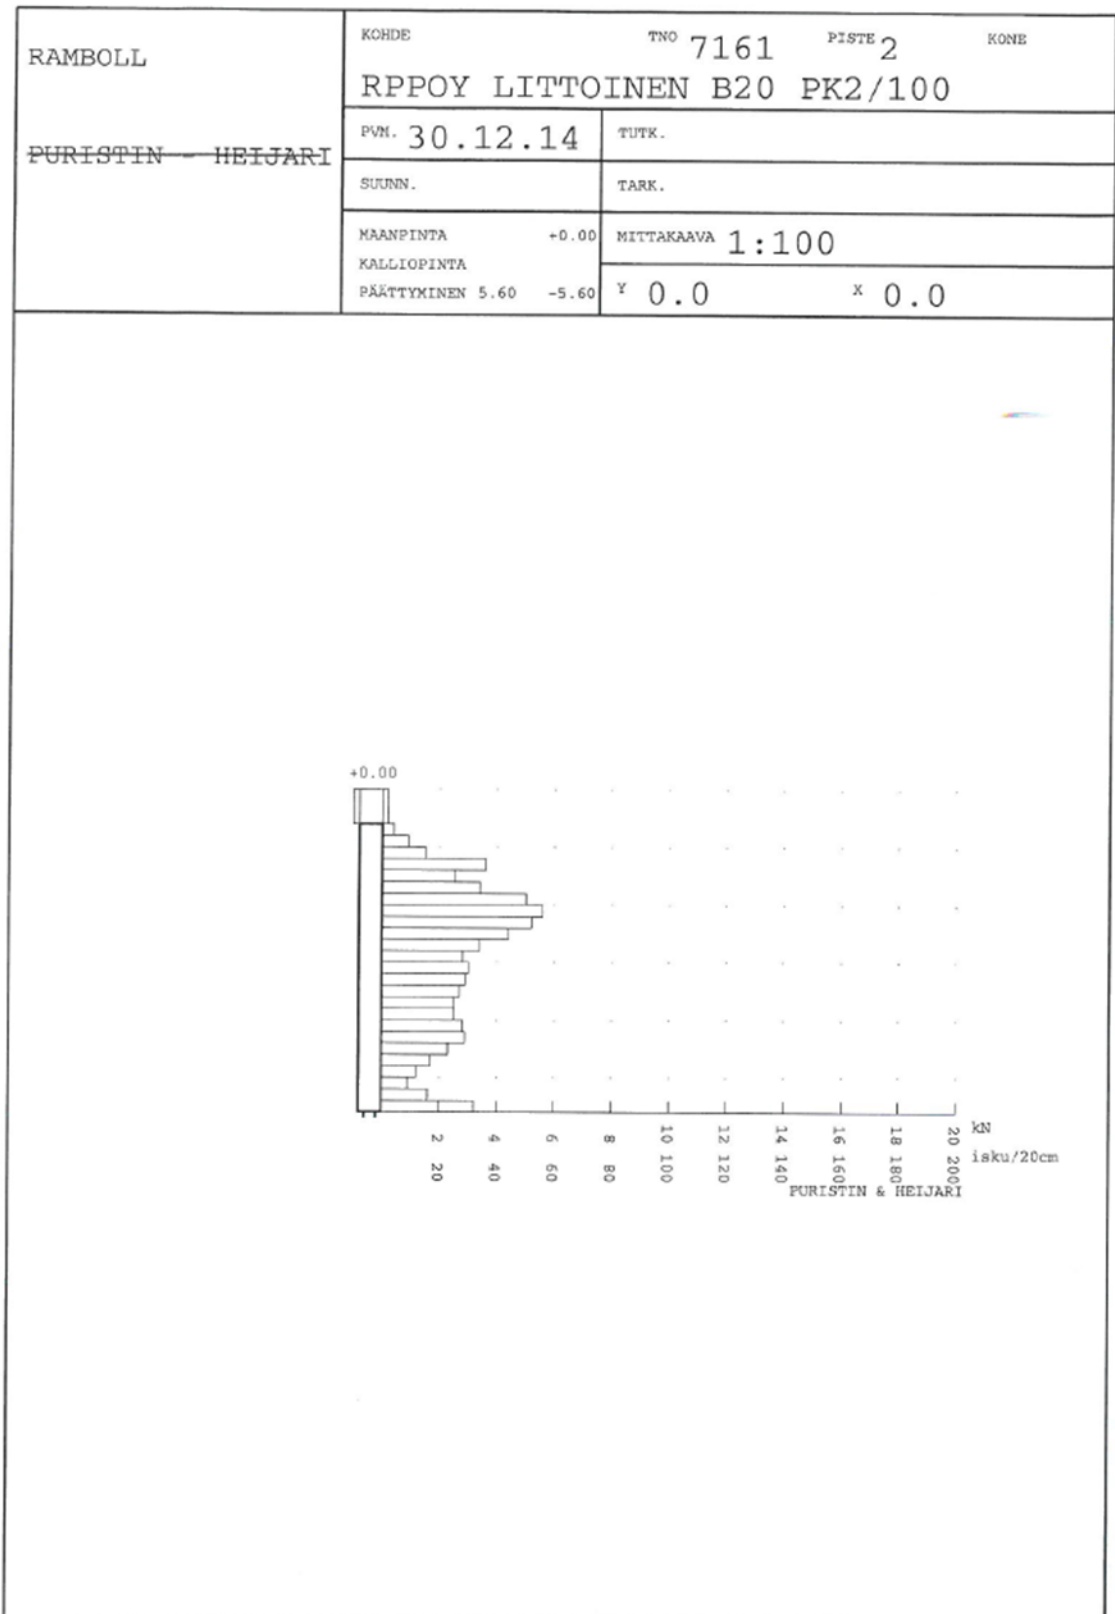 RAMBOLL
PURISTIN - HEIJARI
KOHDE TNO 7161 PISTE 2 KONE
RPPOY LITTOINEN B20 PK2/100
PVM. 30.12.14 TUTK.
SUUNN. TARK.
MAANPINTA +0.00 MITTAKAAVA 1:100
KALLIOPINTA
PÄÄTTYMINEN 5.60 -5.60 Y 0.0 X 0.0
+0.00
2 4 6 8 10 12 14 16 18 20 kN
20 40 60 80 100 120 140 160 180 200 isku/20cm
PURISTIN & HEIJARI